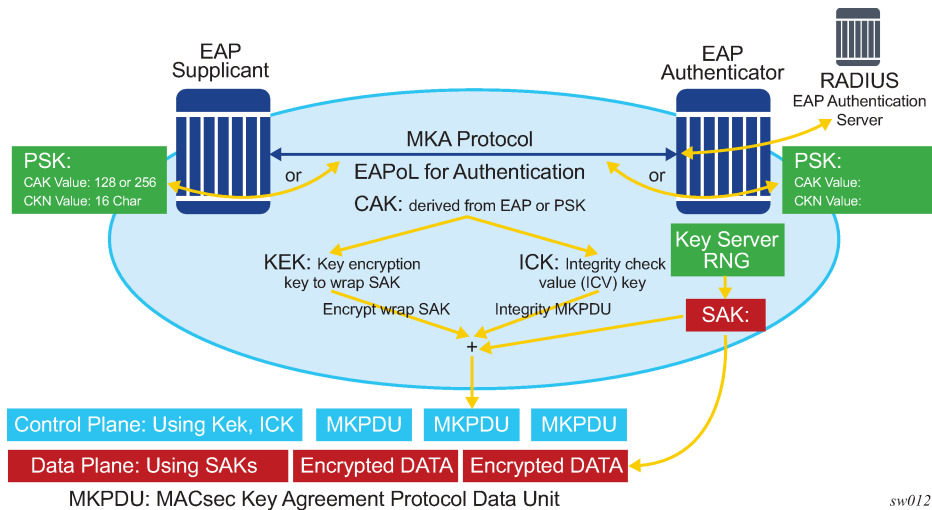 EAP
Supplicant
EAP
Authenticator
RADIUS
EAP Authentication
Server
MKA Protocol
PSK:
CAK Value: 128 or 256
CKN Value: 16 Char
or
EAPoL for Authentication
or
PSK:
CAK Value:
CKN Value:
CAK: derived from EAP or PSK
KEK: Key encryption
key to wrap SAK
ICK: Integrity check
value (ICV) key
Key Server
RNG
Encrypt wrap SAK
Integrity MKPDU
SAK:
+
Control Plane: Using Kek, ICK
MKPDU
MKPDU
MKPDU
Data Plane: Using SAKs
Encrypted DATA
Encrypted DATA
MKPDU: MACsec Key Agreement Protocol Data Unit
sw012